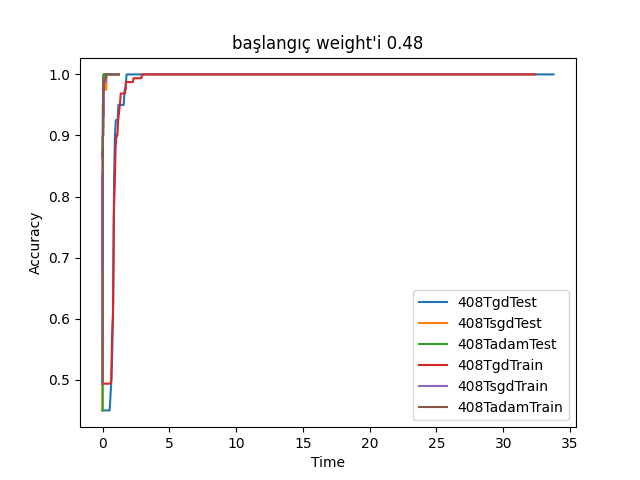 başlangıç weight'i 0.48
1.0
0.9
0.8
0.7
0.6
0.5
Accuracy
0 5 10 15 20 25 30 35
Time
408TgdTest
408TsgdTest
408TadamTest
408TgdTrain
408TsgdTrain
408TadamTrain